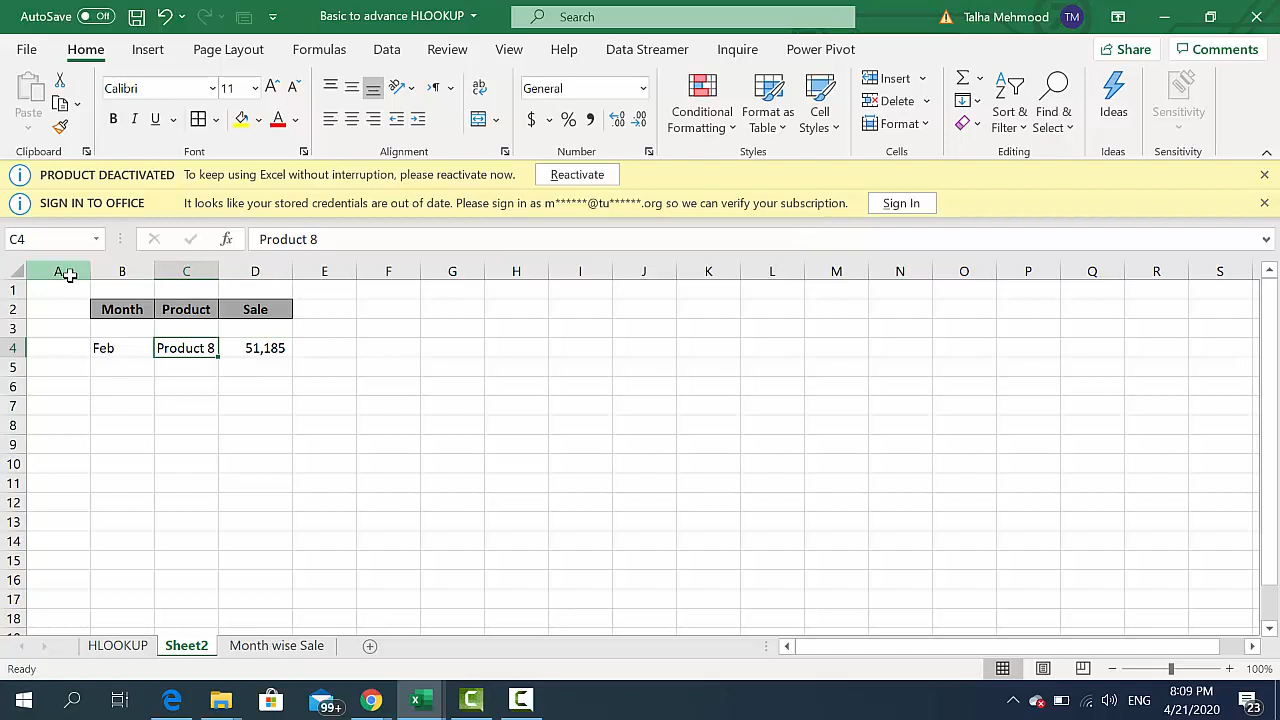 AutoSave Off Basic to advance HLOOKUP Search Talha Mehmood TM
File Home Insert Page Layout Formulas Data Review View Help Data Streamer Inquire Power Pivot Share Comments
Paste Calibri 11 General Conditional Formatting Format as Table Cell Styles Insert Delete Format Sort & Filter Find & Select Ideas Sensitivity
Clipboard Font Alignment Number Styles Cells Editing Ideas Sensitivity
PRODUCT DEACTIVATED To keep using Excel without interruption, please reactivate now. Reactivate
SIGN IN TO OFFICE It looks like your stored credentials are out of date. Please sign in as m******@tu******.org so we can verify your subscription. Sign In
C4 fx Product 8
A B C D E F G H I J K L M N O P Q R S
1
2 Month Product Sale
3
4 Feb Product 8 51,185
5
6
7
8
9
10
11
12
13
14
15
16
17
18
HLOOKUP Sheet2 Month wise Sale
Ready 100%
99+ ENG 8:09 PM
4/21/2020 23